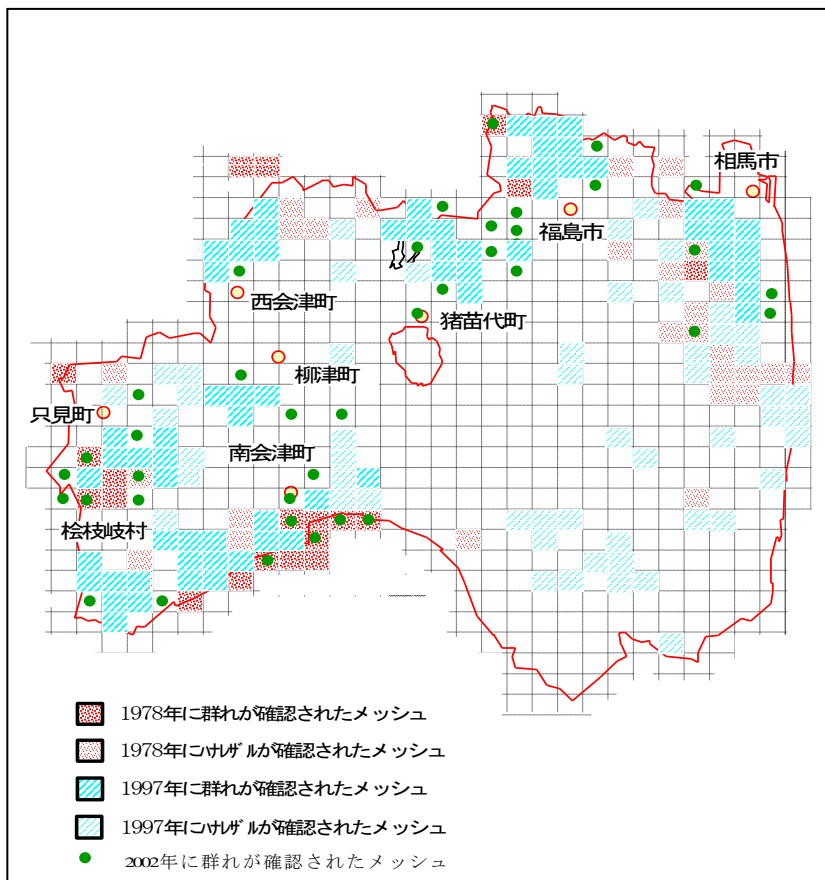 相馬市
福島市
西会津町
猪苗代町
柳津町
只見町
南会津町
桧枝岐村
1978年に群れが確認されたメッシュ
1978年にハナレザルが確認されたメッシュ
1997年に群れが確認されたメッシュ
1997年にハナレザルが確認されたメッシュ
2002年に群れが確認されたメッシュ